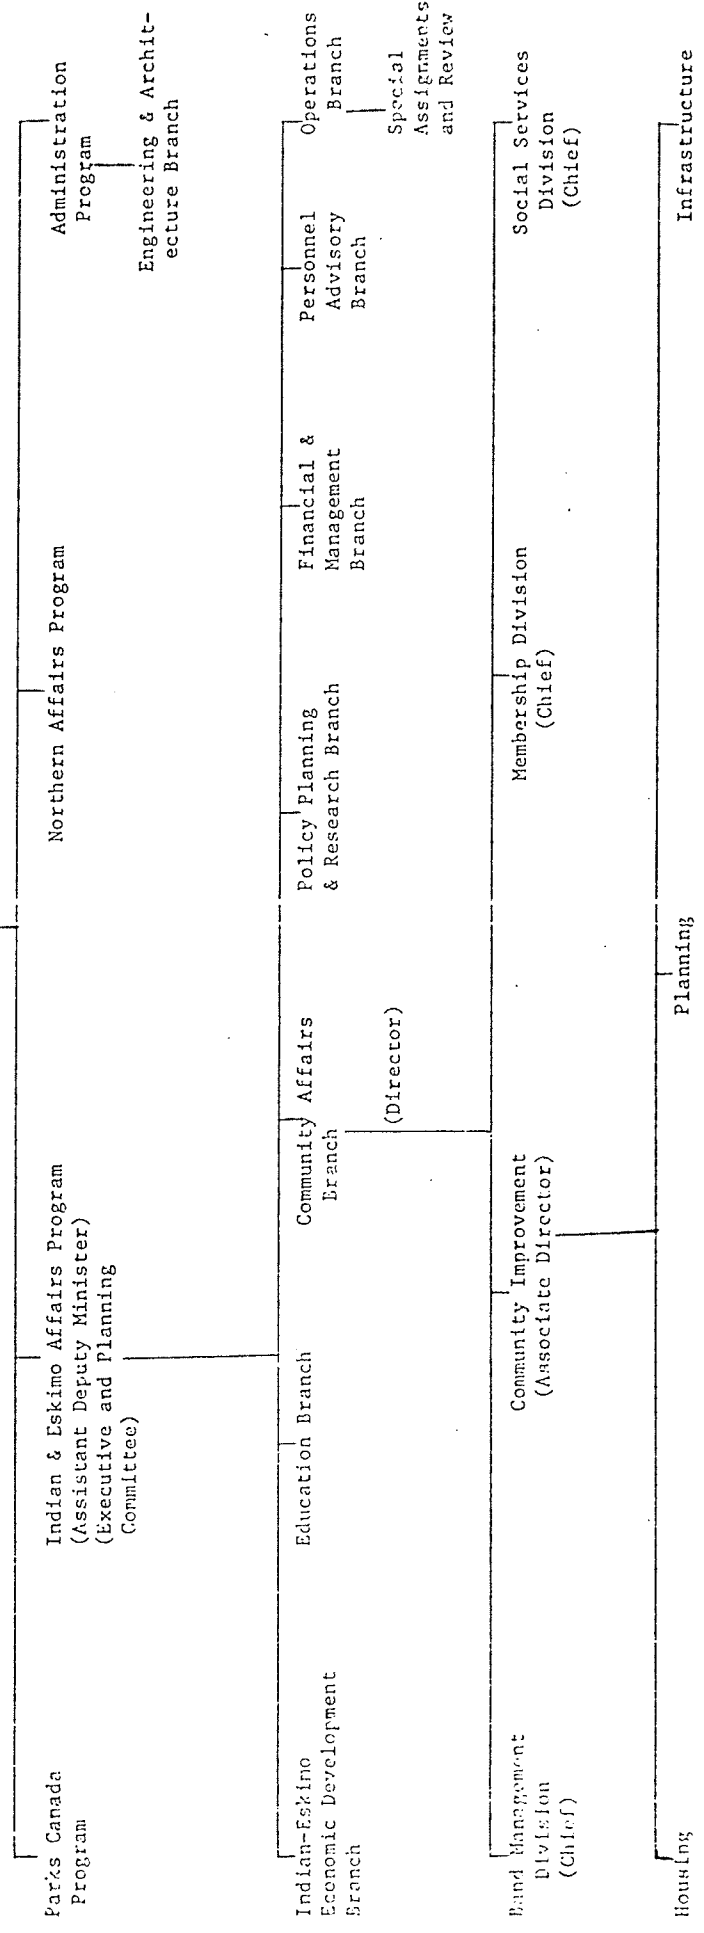 Parks Canada
Program
Indian & Eskimo Affairs Program
(Assistant Deputy Minister)
(Executive and Planning
Committee)
Northern Affairs Program
Administration
Program
Engineering & Archit-
ecture Branch
Indian-Eskimo
Economic Development
Branch
Education Branch
Community Affairs
Branch
(Director)
Policy Planning
& Research Branch
Financial &
Management
Branch
Personnel
Advisory
Branch
Operations
Branch
Special
Assignments
and Review
Band Management
Division
(Chief)
Community Improvement
(Associate Director)
Membership Division
(Chief)
Social Services
Division
(Chief)
Housing
Planning
Infrastructure